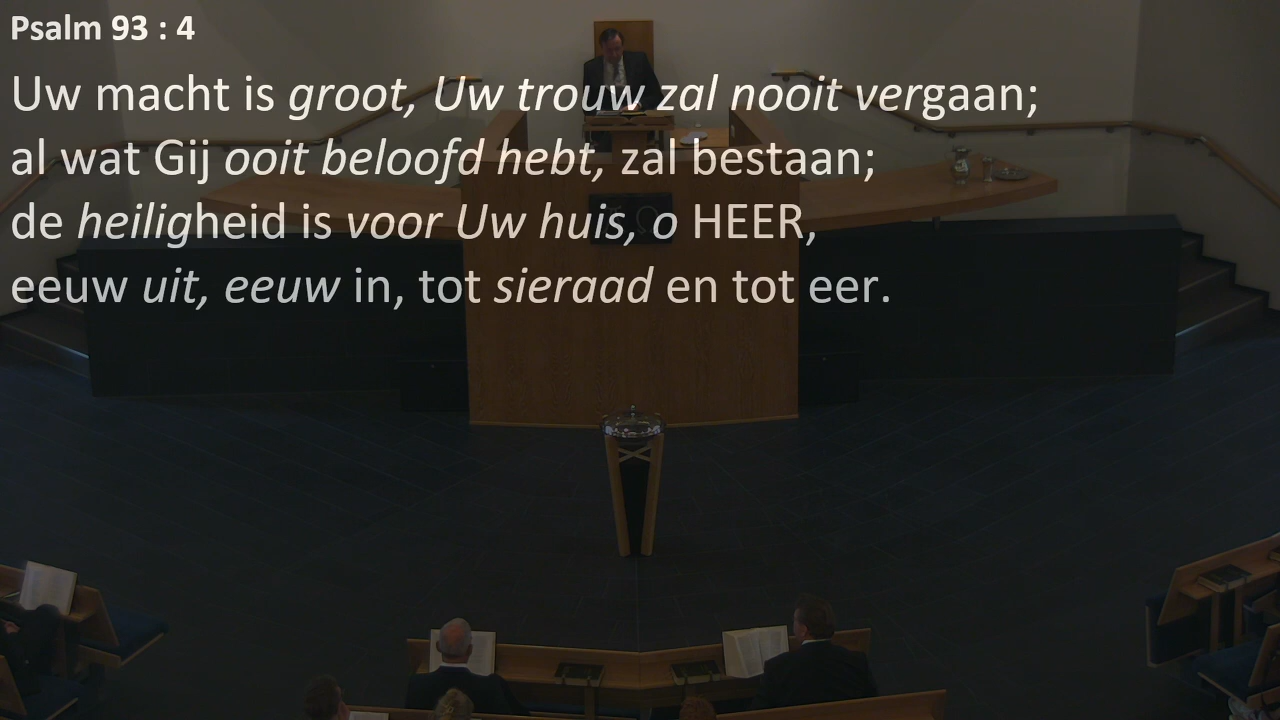 Psalm 93 : 4
Uw macht is groot, Uw trouw zal nooit vergaan;
al wat Gij ooit beloofd hebt, zal bestaan;
de heiligheid is voor Uw huis, o HEER,
eeuw uit, eeuw in, tot sieraad en tot eer.